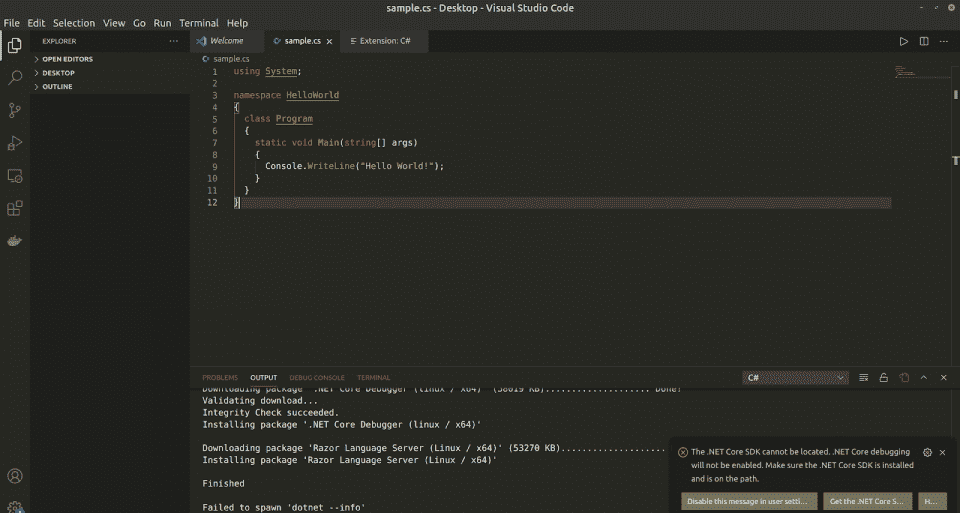 sample.cs - Desktop - Visual Studio Code
File Edit Selection View Go Run Terminal Help
EXPLORER
OPEN EDITORS
DESKTOP
OUTLINE
Welcome
sample.cs
Extension: C#
sample.cs
1 using System;
2
3 namespace HelloWorld
4 {
5 class Program
6 {
7 static void Main(string[] args)
8 {
9 Console.WriteLine("Hello World!");
10 }
11 }
12 }
PROBLEMS OUTPUT DEBUG CONSOLE TERMINAL
C#
Downloading package '.NET Core Debugger (linux / x64)' (58019 KB).................... Done!
Validating download...
Integrity Check succeeded.
Installing package '.NET Core Debugger (linux / x64)'
Downloading package 'Razor Language Server (Linux / x64)' (53270 KB)....................
Installing package 'Razor Language Server (Linux / x64)'
Finished
Failed to spawn 'dotnet --info'
The .NET Core SDK cannot be located. .NET Core debugging
will not be enabled. Make sure the .NET Core SDK is installed
and is on the path.
Disable this message in user setti...
Get the .NET Core S...
H...